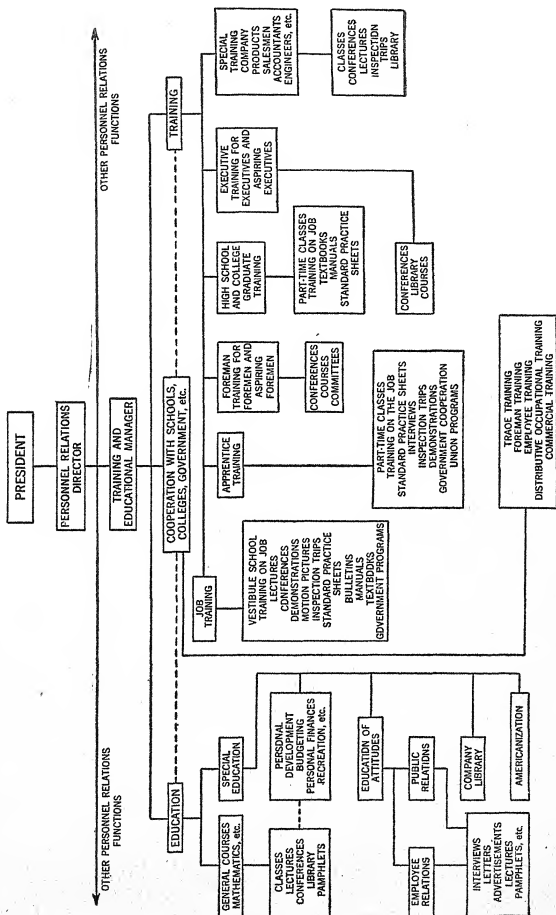 PRESIDENT
PERSONNEL RELATIONS
DIRECTOR
OTHER PERSONNEL RELATIONS
FUNCTIONS
OTHER PERSONNEL RELATIONS
FUNCTIONS
TRAINING AND
EDUCATIONAL MANAGER
EDUCATION
COOPERATION WITH SCHOOLS,
COLLEGES, GOVERNMENT, etc.
TRAINING
GENERAL COURSES
MATHEMATICS, etc.
SPECIAL
EDUCATION
CLASSES
LECTURES
CONFERENCES
LIBRARY
PAMPHLETS
PERSONAL
DEVELOPMENT
BUDGETING
PERSONAL FINANCES
RECREATION, etc.
EDUCATION OF
ATTITUDES
EMPLOYEE
RELATIONS
PUBLIC
RELATIONS
INTERVIEWS
LETTERS
ADVERTISEMENTS
LECTURES
PAMPHLETS, etc.
COMPANY
LIBRARY
AMERICANIZATION
JOB
TRAINING
VESTIBULE SCHOOL
TRAINING ON JOB
LECTURES
CONFERENCES
DEMONSTRATIONS
MOTION PICTURES
INSPECTION TRIPS
STANDARD PRACTICE
SHEETS
BULLETINS
MANUALS
TEXTBOOKS
GOVERNMENT PROGRAMS
APPRENTICE
TRAINING
PART-TIME CLASSES
TRAINING ON THE JOB
STANDARD PRACTICE SHEETS
INTERVIEWS
INSPECTION TRIPS
DEMONSTRATIONS
GOVERNMENT COOPERATION
UNION PROGRAMS
FOREMAN
TRAINING FOR
FOREMEN AND
ASPIRING
FOREMEN
CONFERENCES
COURSES
COMMITTEES
HIGH SCHOOL
AND COLLEGE
GRADUATE
TRAINING
PART-TIME CLASSES
TRAINING ON JOB
TEXTBOOKS
MANUALS
STANDARD PRACTICE
SHEETS
EXECUTIVE
TRAINING FOR
EXECUTIVES AND
ASPIRING
EXECUTIVES
CONFERENCES
LIBRARY
COURSES
SPECIAL
TRAINING
COMPANY
PRODUCTS
SALESMEN
ACCOUNTANTS
ENGINEERS, etc.
CLASSES
CONFERENCES
LECTURES
INSPECTION
TRIPS
LIBRARY
TRADE TRAINING
FOREMAN TRAINING
EMPLOYEE TRAINING
DISTRIBUTIVE OCCUPATIONAL TRAINING
COMMERCIAL TRAINING